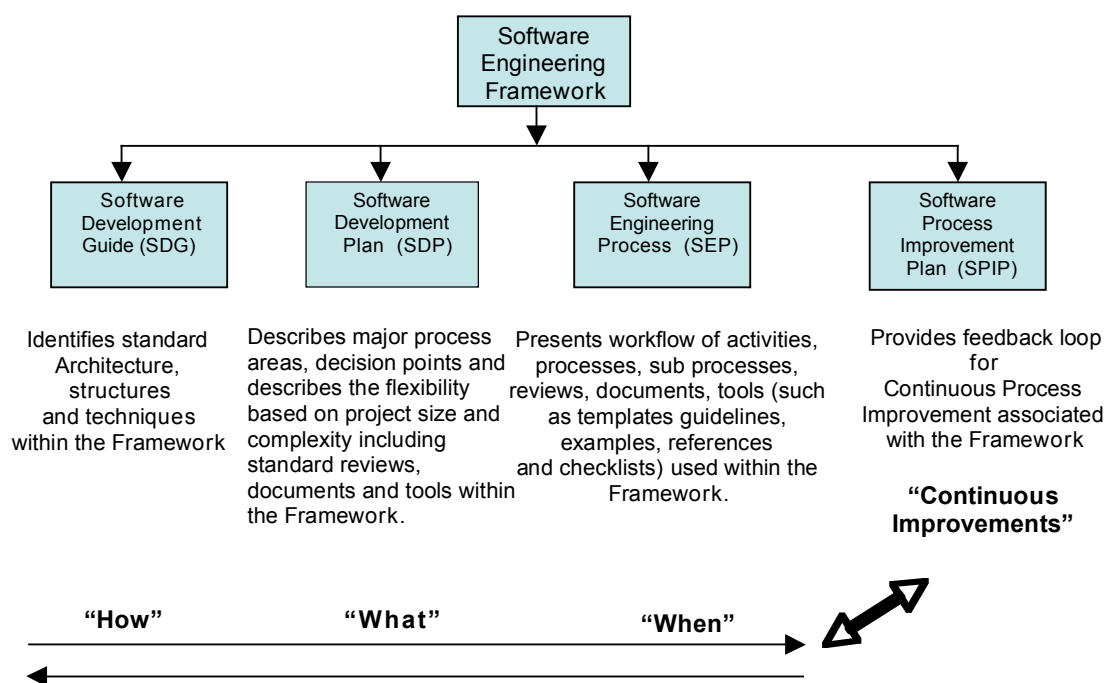 Software
Engineering
Framework
Software
Development
Guide (SDG)
Software
Development
Plan (SDP)
Software
Engineering
Process (SEP)
Software
Process
Improvement
Plan (SPIP)
Identifies standard
Architecture,
structures
and techniques
within the Framework
Describes major process
areas, decision points and
describes the flexibility
based on project size and
complexity including
standard reviews,
documents and tools within
the Framework.
Presents workflow of activities,
processes, sub processes,
reviews, documents, tools (such
as templates guidelines,
examples, references
and checklists) used within the
Framework.
Provides feedback loop
for
Continuous Process
Improvement associated
with the Framework
“Continuous
Improvements”
“How”
“What”
“When”